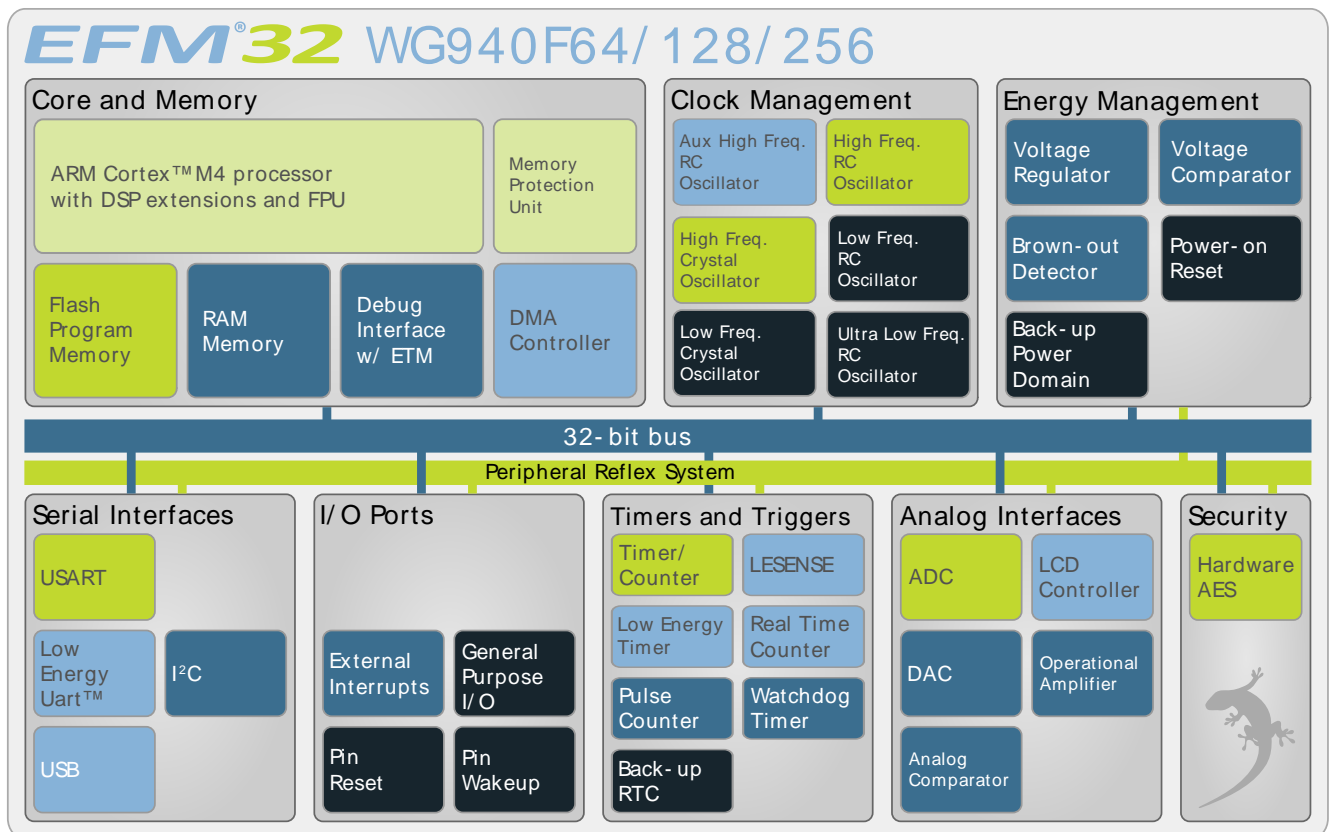 EFM®32 WG940F64/128/256
Core and Memory
ARM Cortex™ M4 processor
with DSP extensions and FPU
Memory
Protection
Unit
Flash
Program
Memory
RAM
Memory
Debug
Interface
w/ ETM
DMA
Controller
Clock Management
Aux High Freq.
RC
Oscillator
High Freq.
RC
Oscillator
High Freq.
Crystal
Oscillator
Low Freq.
RC
Oscillator
Low Freq.
Crystal
Oscillator
Ultra Low Freq.
RC
Oscillator
Energy Management
Voltage
Regulator
Voltage
Comparator
Brown-out
Detector
Power-on
Reset
Back-up
Power
Domain
32-bit bus
Peripheral Reflex System
Serial Interfaces
USART
Low
Energy
Uart™
I²C
USB
I/O Ports
External
Interrupts
General
Purpose
I/O
Pin
Reset
Pin
Wakeup
Timers and Triggers
Timer/
Counter
LESENSE
Low Energy
Timer
Real Time
Counter
Pulse
Counter
Watchdog
Timer
Back-up
RTC
Analog Interfaces
ADC
LCD
Controller
DAC
Operational
Amplifier
Analog
Comparator
Security
Hardware
AES